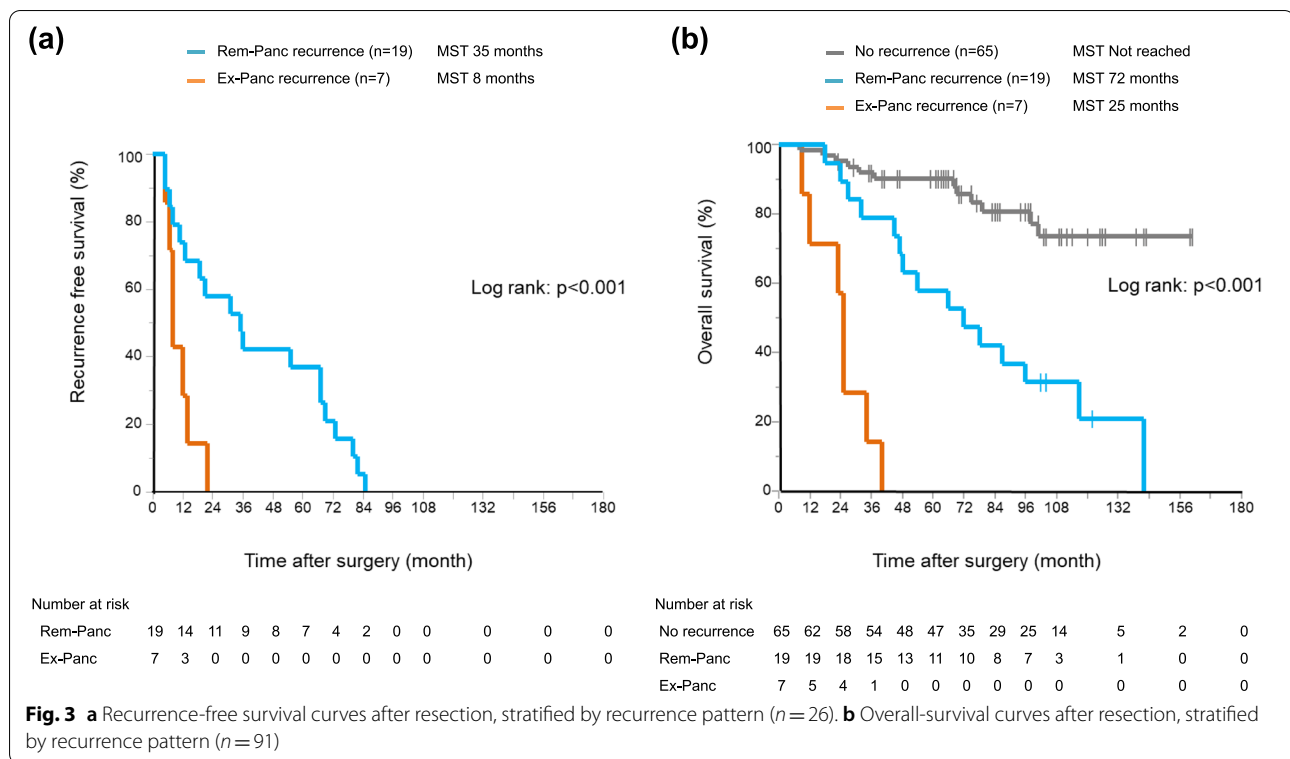 (a)
Rem-Panc recurrence (n=19) MST 35 months
Ex-Panc recurrence (n=7) MST 8 months
Recurrence free survival (%)
100
80
60
40
20
0
Log rank: p<0.001
0 12 24 36 48 60 72 84 96 108 132 156 180
Time after surgery (month)
Number at risk
Rem-Panc 19 14 11 9 8 7 4 2 0 0 0 0 0
Ex-Panc 7 3 0 0 0 0 0 0 0 0 0 0 0
(b)
No recurrence (n=65) MST Not reached
Rem-Panc recurrence (n=19) MST 72 months
Ex-Panc recurrence (n=7) MST 25 months
Overall survival (%)
100
80
60
40
20
0
Log rank: p<0.001
0 12 24 36 48 60 72 84 96 108 132 156 180
Time after surgery (month)
Number at risk
No recurrence 65 62 58 54 48 47 35 29 25 14 5 2 0
Rem-Panc 19 19 18 15 13 11 10 8 7 3 1 0 0
Ex-Panc 7 5 4 1 0 0 0 0 0 0 0 0 0
Fig. 3 a Recurrence-free survival curves after resection, stratified by recurrence pattern (n = 26). b Overall-survival curves after resection, stratified
by recurrence pattern (n = 91)